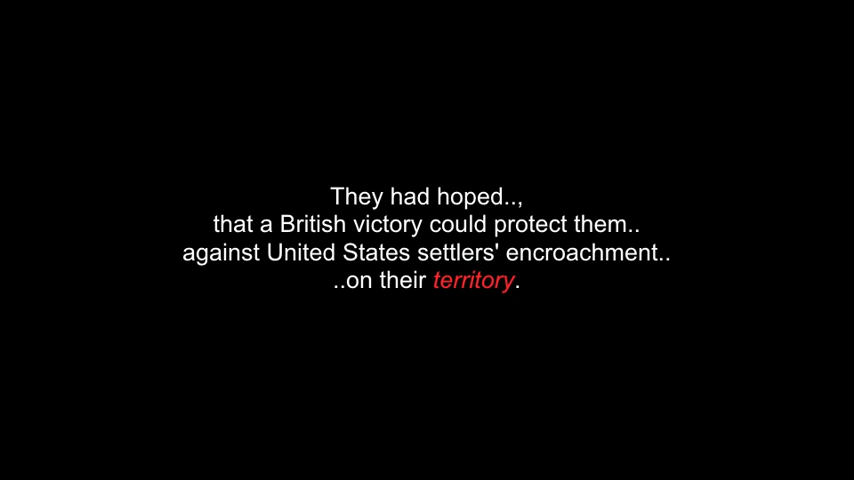 They had hoped..,
that a British victory could protect them..
against United States settlers' encroachment..
..on their territory.